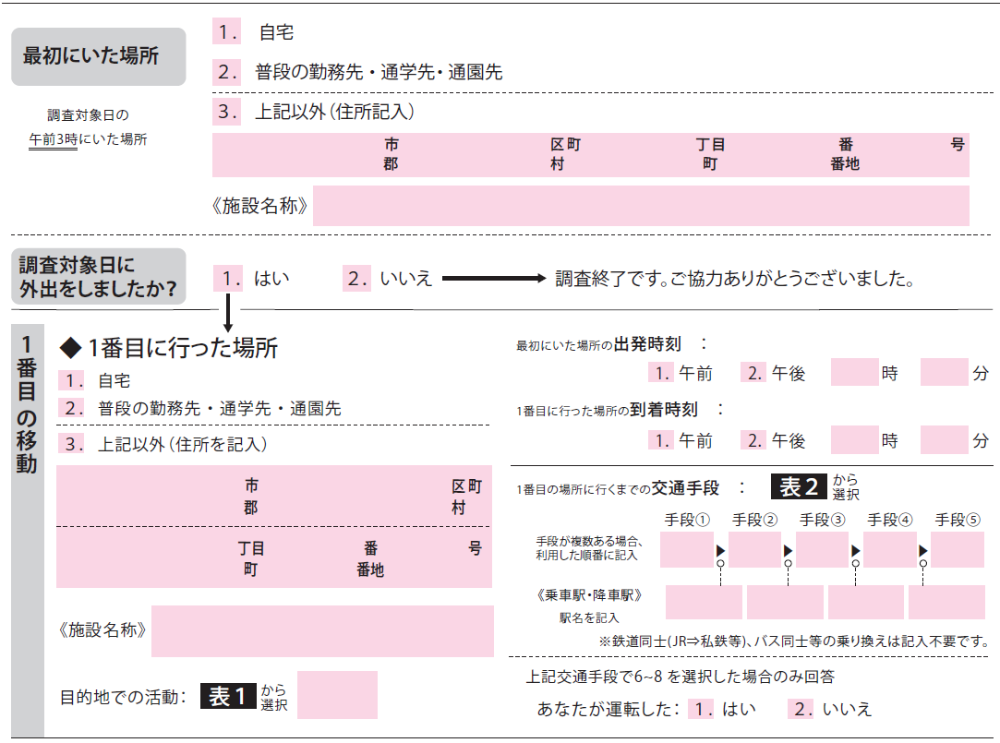 最初にいた場所
調査対象日の
午前3時にいた場所
1. 自宅
2. 普段の勤務先・通学先・通園先
3. 上記以外（住所記入）
市 区町 丁目 番 号
郡 村 町 番地
《施設名称》
調査対象日に
外出をしましたか？
1. はい 2. いいえ 調査終了です。ご協力ありがとうございました。
1番目の移動
◆ 1番目に行った場所
1. 自宅
2. 普段の勤務先・通学先・通園先
3. 上記以外（住所を記入）
市 区町
郡 村
丁目 番 号
町 番地
《施設名称》
目的地での活動： 表1 から
選択
最初にいた場所の出発時刻 ：
1. 午前 2. 午後 時 分
1番目に行った場所の到着時刻 ：
1. 午前 2. 午後 時 分
1番目の場所に行くまでの交通手段 ： 表2 から
選択
手段① 手段② 手段③ 手段④ 手段⑤
手段が複数ある場合、
利用した順番に記入
《乗車駅・降車駅》
駅名を記入
※鉄道同士(JR⇒私鉄等)、バス同士等の乗り換えは記入不要です。
上記交通手段で6~8 を選択した場合のみ回答
あなたが運転した： 1. はい 2. いいえ